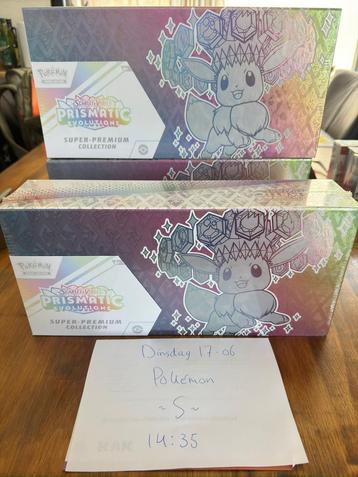 Pokémon
SCARLET & VIOLET
PRISMATIC
EVOLUTIONS
SUPER-PREMIUM
COLLECTION
Pokémon
SCARLET & VIOLET
PRISMATIC
EVOLUTIONS
SUPER-PREMIUM
COLLECTION
Dinsdag 17-06
Pokémon
~S~
14:35